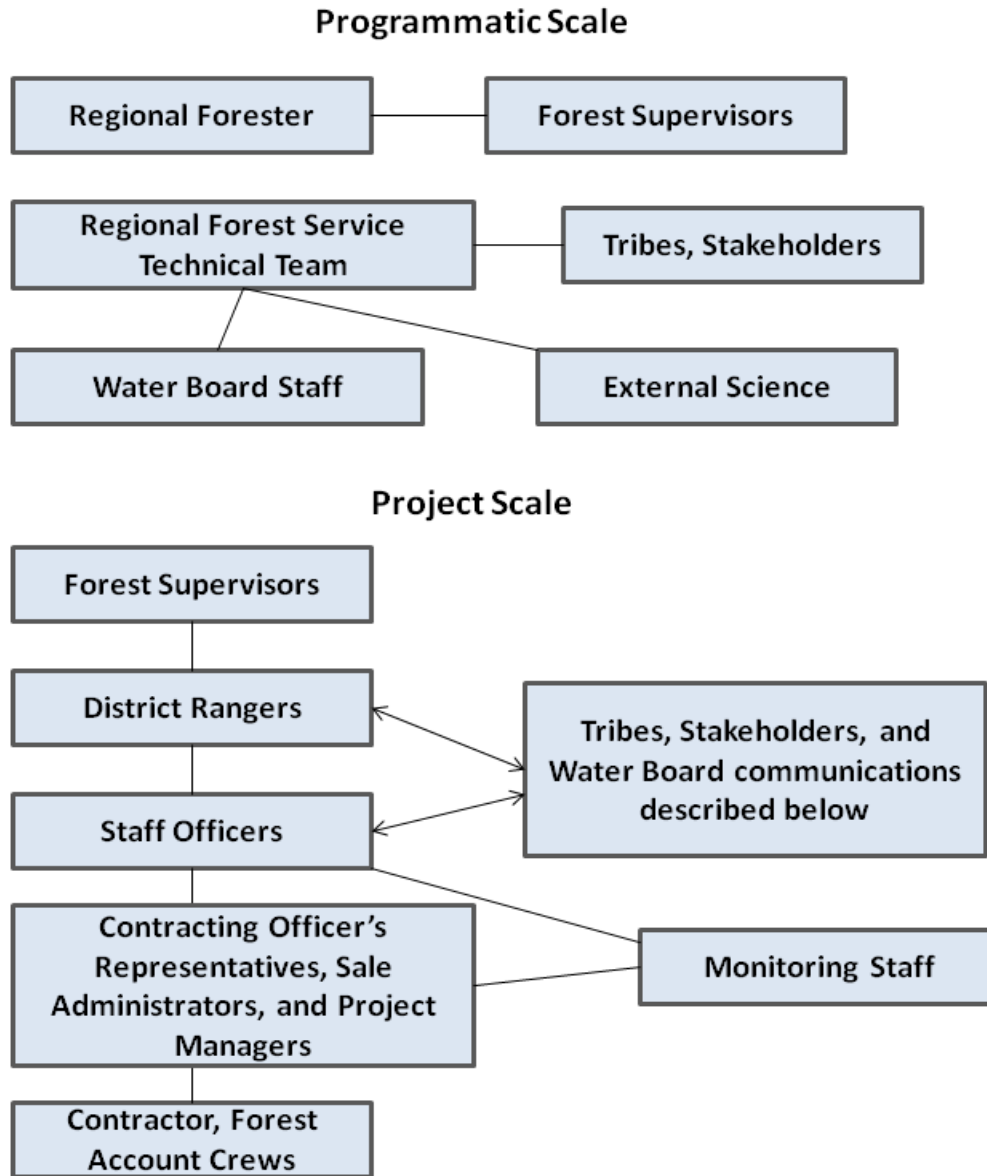 Programmatic Scale
Regional Forester
Forest Supervisors
Regional Forest Service
Technical Team
Tribes, Stakeholders
Water Board Staff
External Science
Project Scale
Forest Supervisors
District Rangers
Tribes, Stakeholders, and
Water Board communications
described below
Staff Officers
Contracting Officer's
Representatives, Sale
Administrators, and Project
Managers
Monitoring Staff
Contractor, Forest
Account Crews